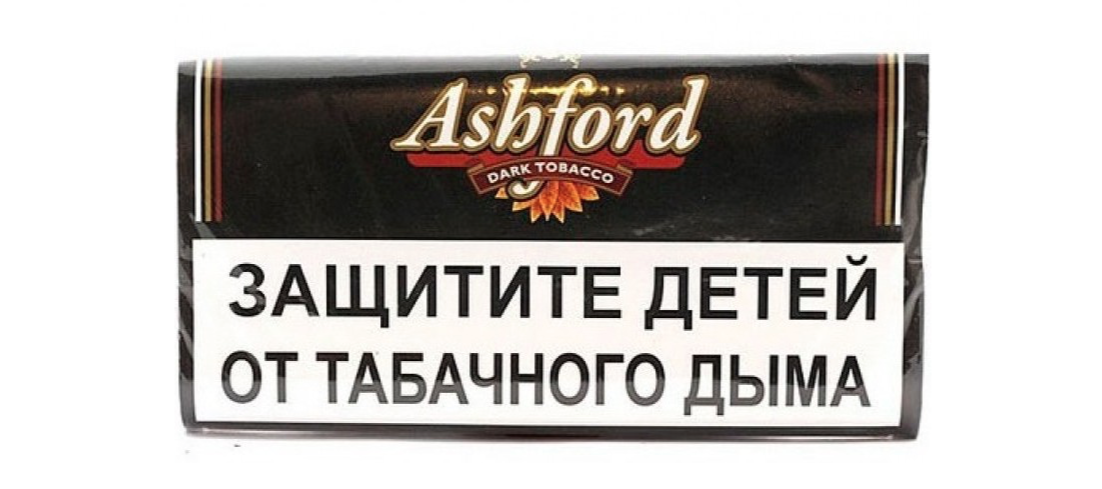 Ashford
DARK TOBACCO
ЗАЩИТИТЕ ДЕТЕЙ
ОТ ТАБАЧНОГО ДЫМА